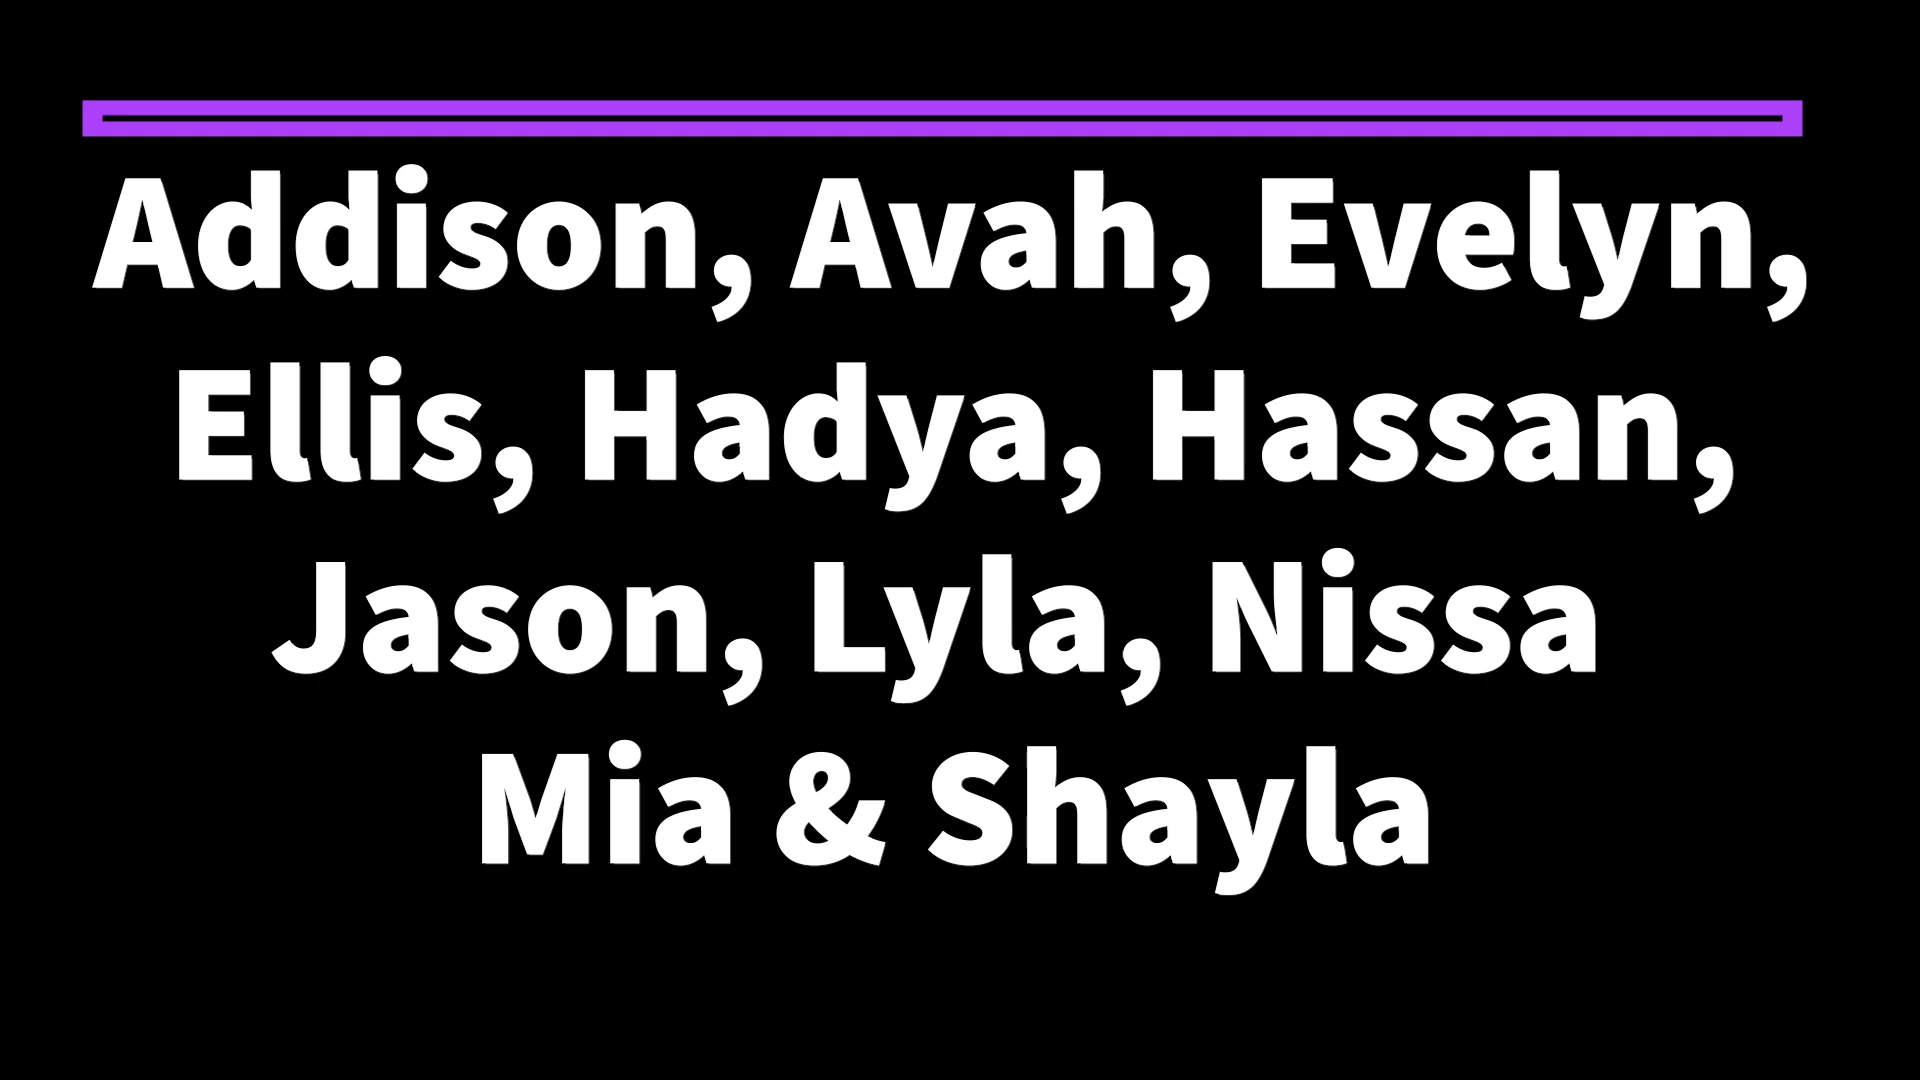 Addison, Avah, Evelyn,
Ellis, Hadya, Hassan,
Jason, Lyla, Nissa
Mia & Shayla